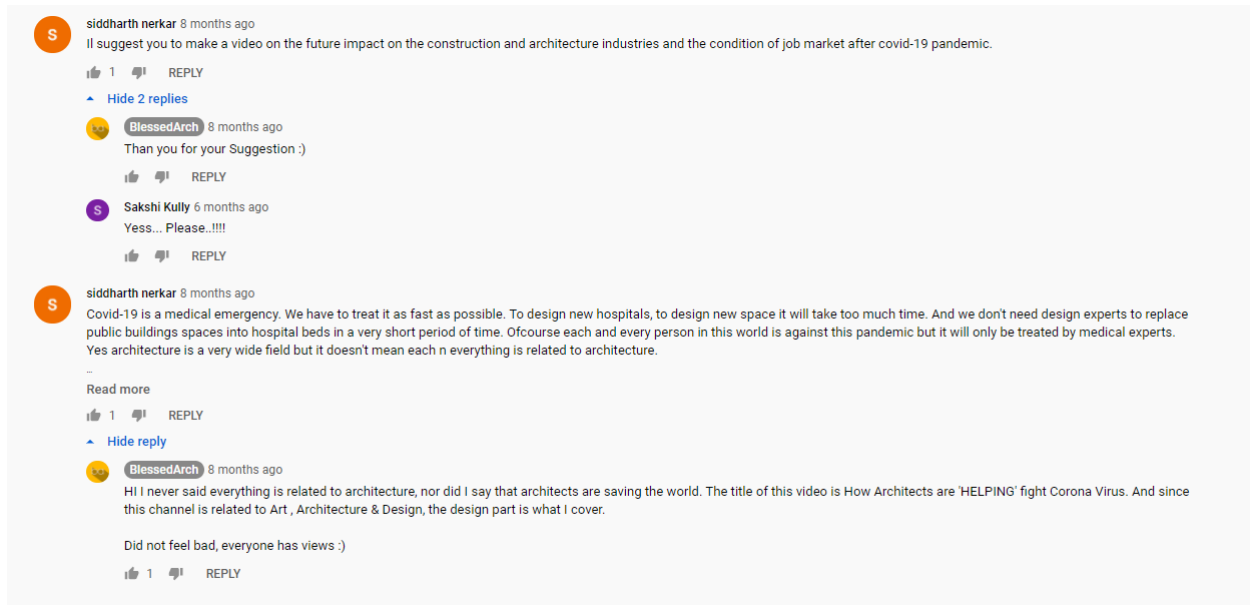 S
siddharth nerkar 8 months ago
Il suggest you to make a video on the future impact on the construction and architecture industries and the condition of job market after covid-19 pandemic.
1 REPLY
Hide 2 replies
BlessedArch 8 months ago
Than you for your Suggestion :)
REPLY
S
Sakshi Kully 6 months ago
Yess... Please..!!!!
REPLY
S
siddharth nerkar 8 months ago
Covid-19 is a medical emergency. We have to treat it as fast as possible. To design new hospitals, to design new space it will take too much time. And we don't need design experts to replace
public buildings spaces into hospital beds in a very short period of time. Ofcourse each and every person in this world is against this pandemic but it will only be treated by medical experts.
Yes architecture is a very wide field but it doesn't mean each n everything is related to architecture.
...
Read more
1 REPLY
Hide reply
BlessedArch 8 months ago
HI I never said everything is related to architecture, nor did I say that architects are saving the world. The title of this video is How Architects are 'HELPING' fight Corona Virus. And since
this channel is related to Art , Architecture & Design, the design part is what I cover.
Did not feel bad, everyone has views :)
1 REPLY